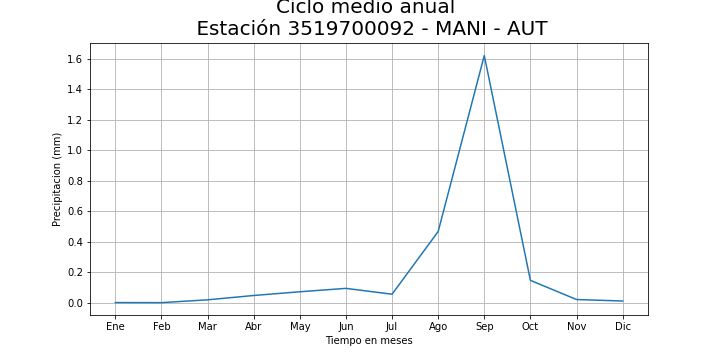 Ciclo medio anual
Estación 3519700092 - MANI - AUT
Precipitacion (mm)
1.6
1.4
1.2
1.0
0.8
0.6
0.4
0.2
0.0
Ene Feb Mar Abr May Jun Jul Ago Sep Oct Nov Dic
Tiempo en meses